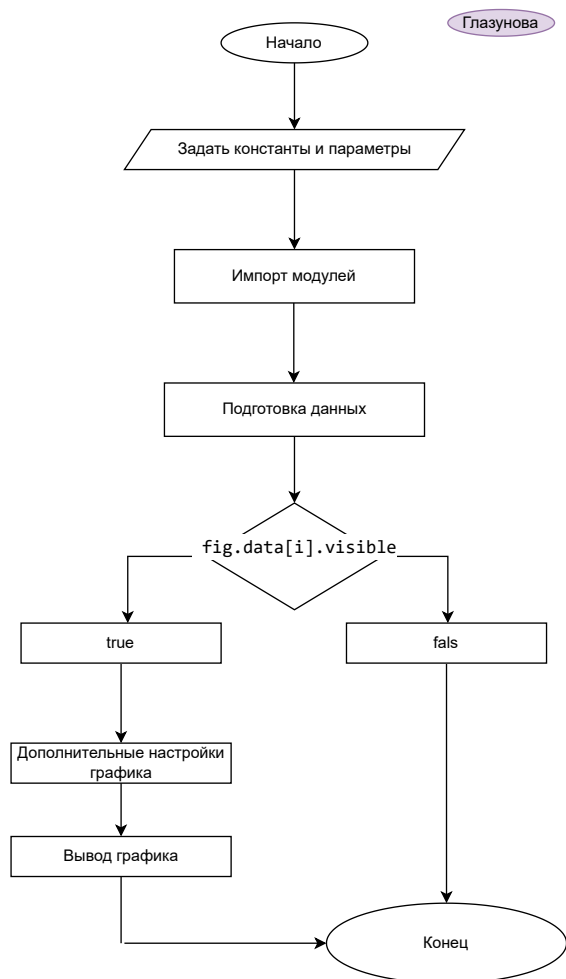 Глазунова
Начало
Задать константы и параметры
Импорт модулей
Подготовка данных
fig.data[i].visible
true
fals
Дополнительные настройки
графика
Вывод графика
Конец